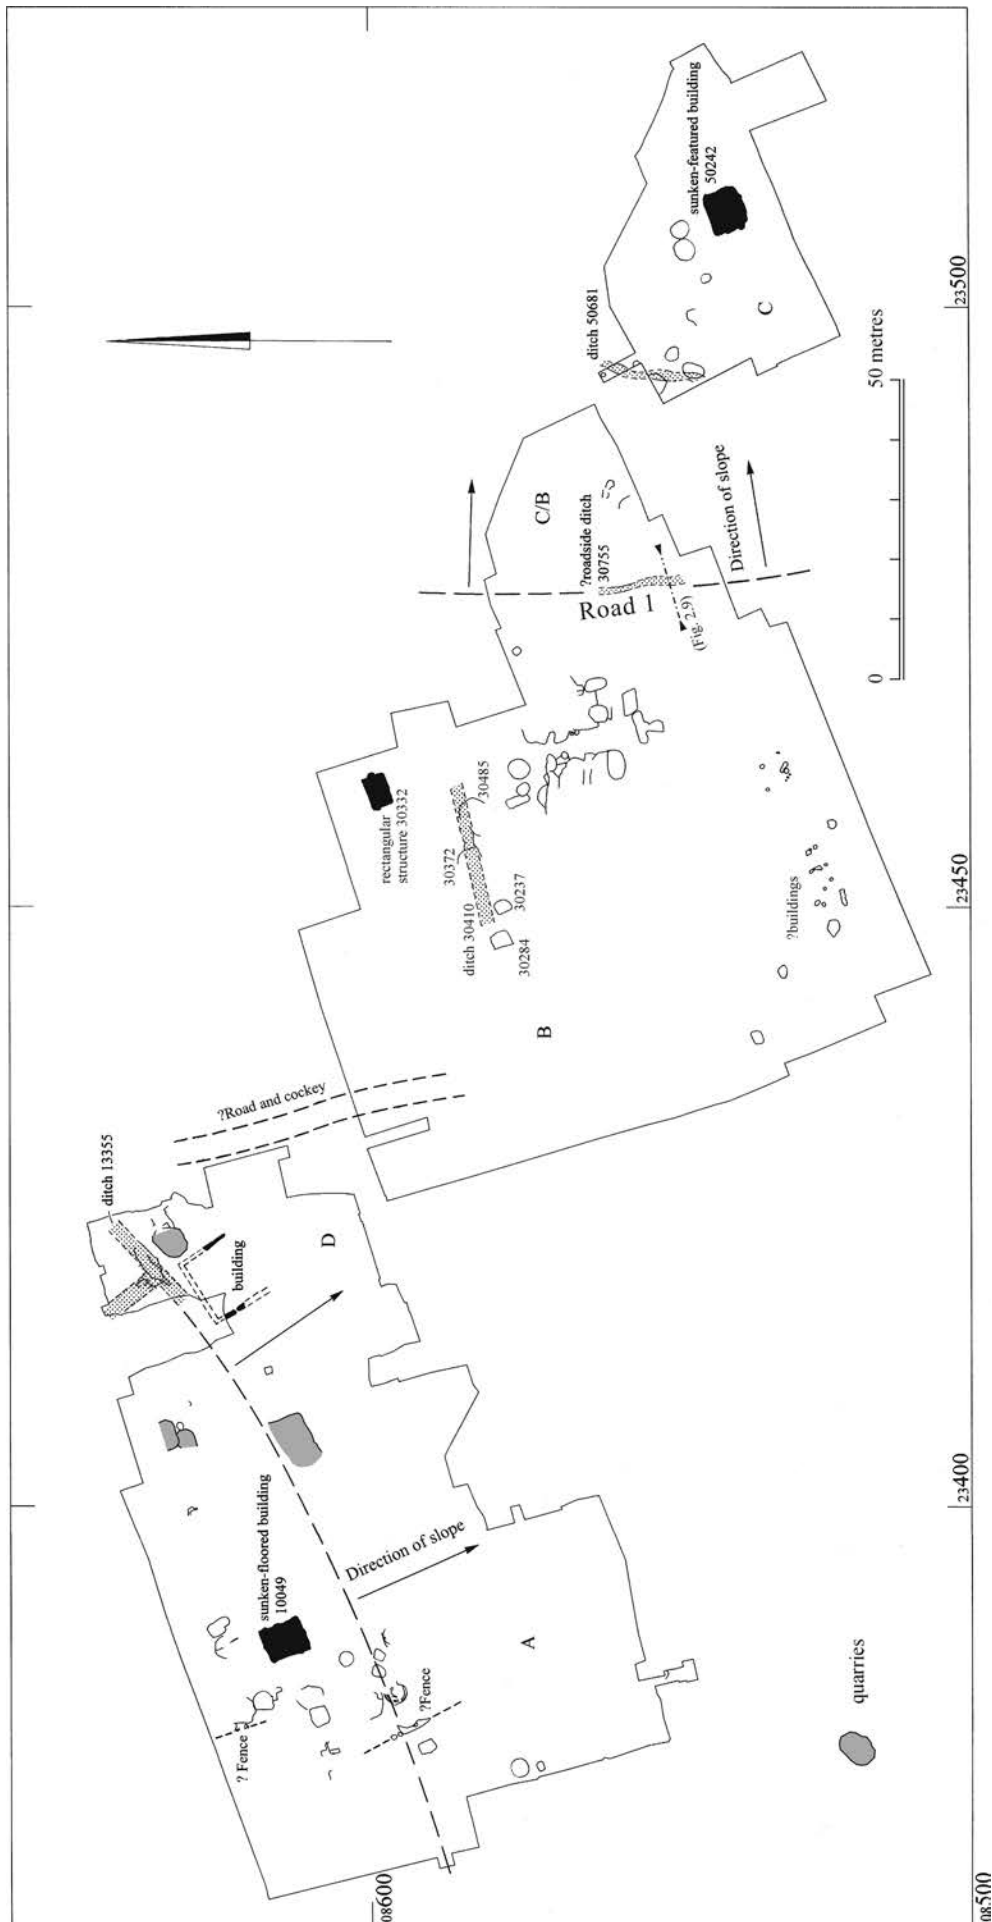 ditch 13355
?Road and cockey
building
D
sunken-floored building
10049
? Fence
?Fence
Direction of slope
A
quarries
rectangular
structure 30332
30372
30485
ditch 30410
30237
30284
B
?buildings
C/B
?roadside ditch
30755
Road 1
(Fig. 2.9)
Direction of slope
ditch 50681
sunken-featured building
50242
C
0
50 metres
08600
08500
23400
23450
23500